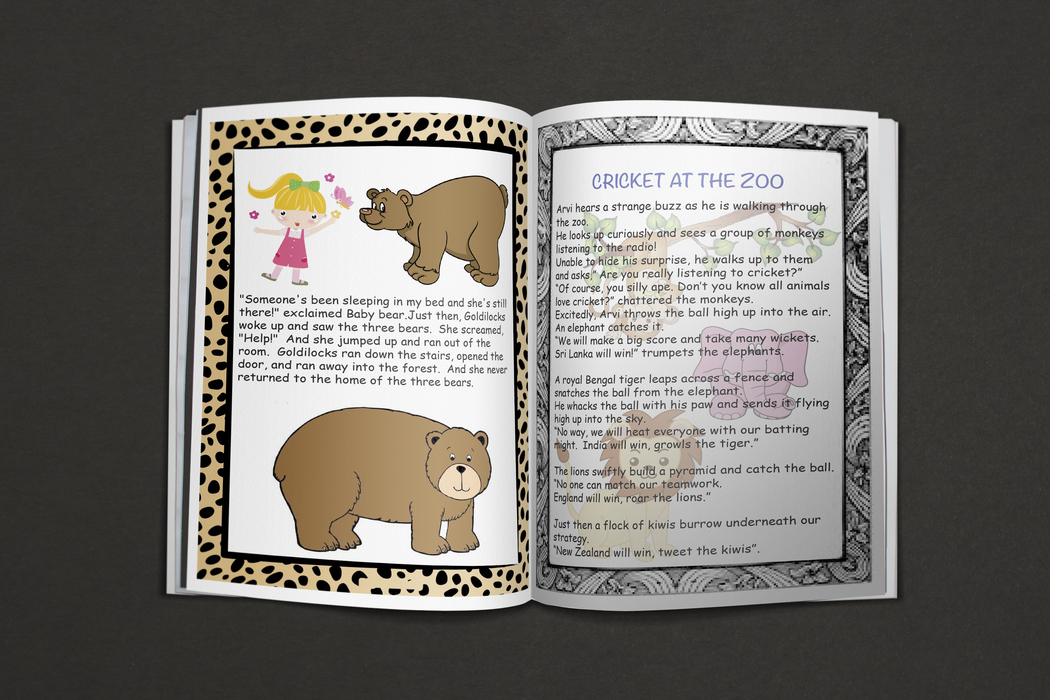 "Someone's been sleeping in my bed and she's still
there!" exclaimed Baby bear.Just then, Goldilocks
woke up and saw the three bears. She screamed,
"Help!" And she jumped up and ran out of the
room. Goldilocks ran down the stairs, opened the
door, and ran away into the forest. And she never
returned to the home of the three bears.
CRICKET AT THE ZOO
Arvi hears a strange buzz as he is walking through
the zoo.
He looks up curiously and sees a group of monkeys
listening to the radio!
Unable to hide his surprise, he walks up to them
and asks," Are you really listening to cricket?"
"Of course, you silly ape. Don't you know all animals
love cricket?" chattered the monkeys.
Excitedly, Arvi throws the ball high up into the air.
An elephant catches it.
"We will make a big score and take many wickets.
Sri Lanka will win!" trumpets the elephants.
A royal Bengal tiger leaps across a fence and
snatches the ball from the elephant.
He whacks the ball with his paw and sends it flying
high up into the sky.
"No way, we will heat everyone with our batting
might. India will win, growls the tiger."
The lions swiftly build a pyramid and catch the ball.
"No one can match our teamwork.
England will win, roar the lions."
Just then a flock of kiwis burrow underneath our
strategy.
"New Zealand will win, tweet the kiwis".